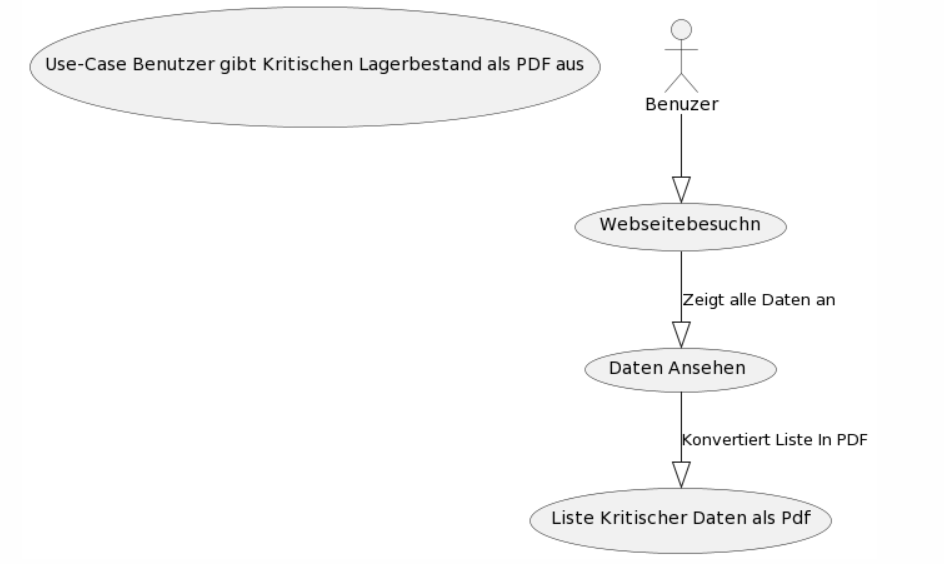 Use-Case Benutzer gibt Kritischen Lagerbestand als PDF aus
Benuzer
Webseitebesuchn
Zeigt alle Daten an
Daten Ansehen
Konvertiert Liste In PDF
Liste Kritischer Daten als Pdf